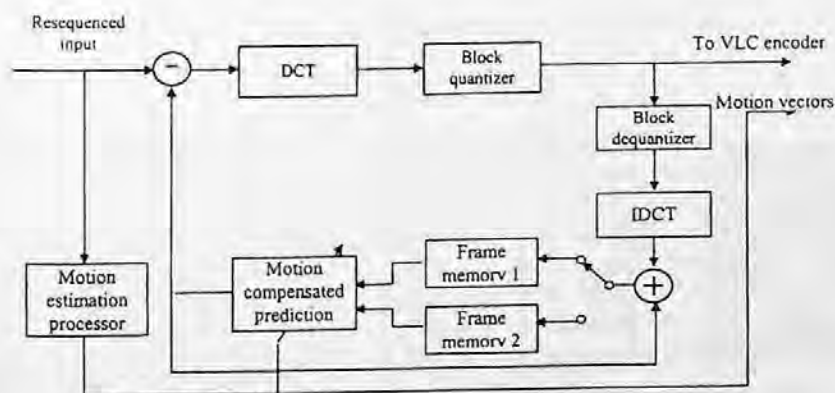 Resequenced
input
−
DCT
Block
quantizer
To VLC encoder
Motion vectors
Block
dequantizer
IDCT
+
Motion
estimation
processor
Motion
compensated
prediction
Frame
memory 1
Frame
memory 2